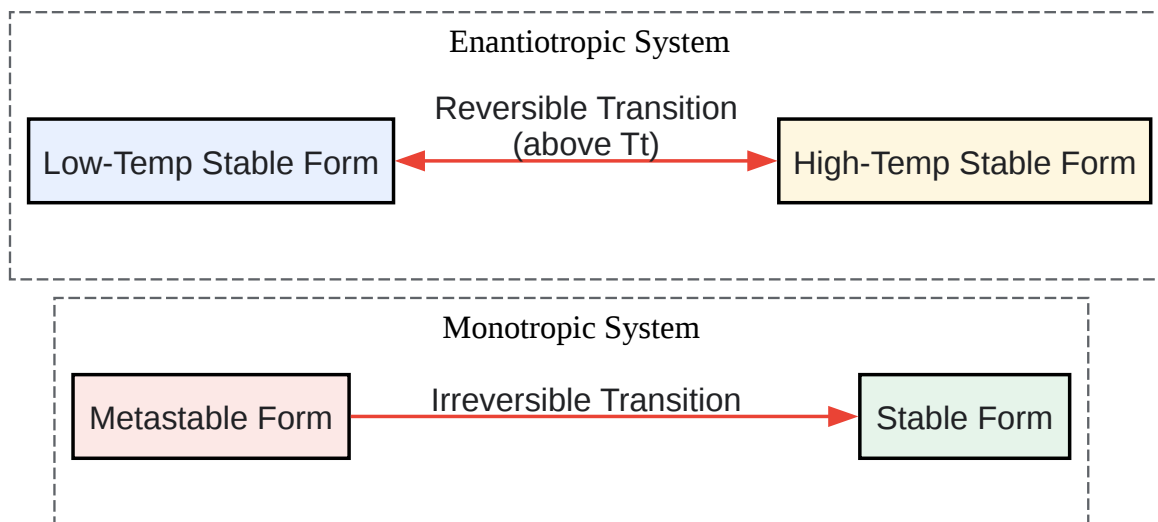 Enantiotropic System
Reversible Transition
(above Tt)
Low-Temp Stable Form
High-Temp Stable Form
Monotropic System
Irreversible Transition
Metastable Form
Stable Form